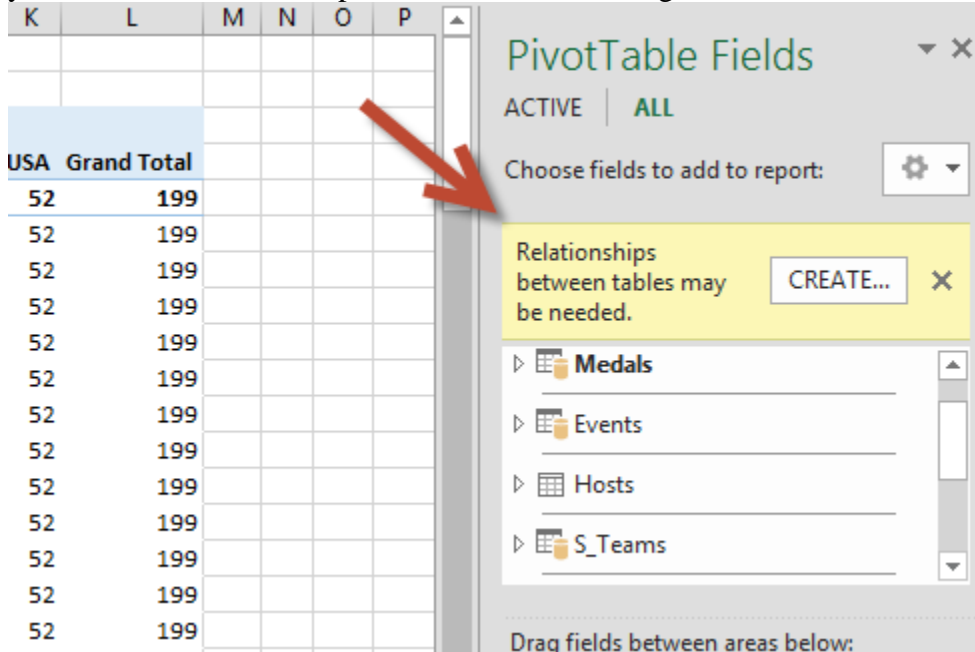 K L M N O P
USA Grand Total
52 199
52 199
52 199
52 199
52 199
52 199
52 199
52 199
52 199
52 199
52 199
52 199
52 199
PivotTable Fields
ACTIVE ALL
Choose fields to add to report:
Relationships
between tables may
be needed.
CREATE...
Medals
Events
Hosts
S_Teams
Drag fields between areas below: